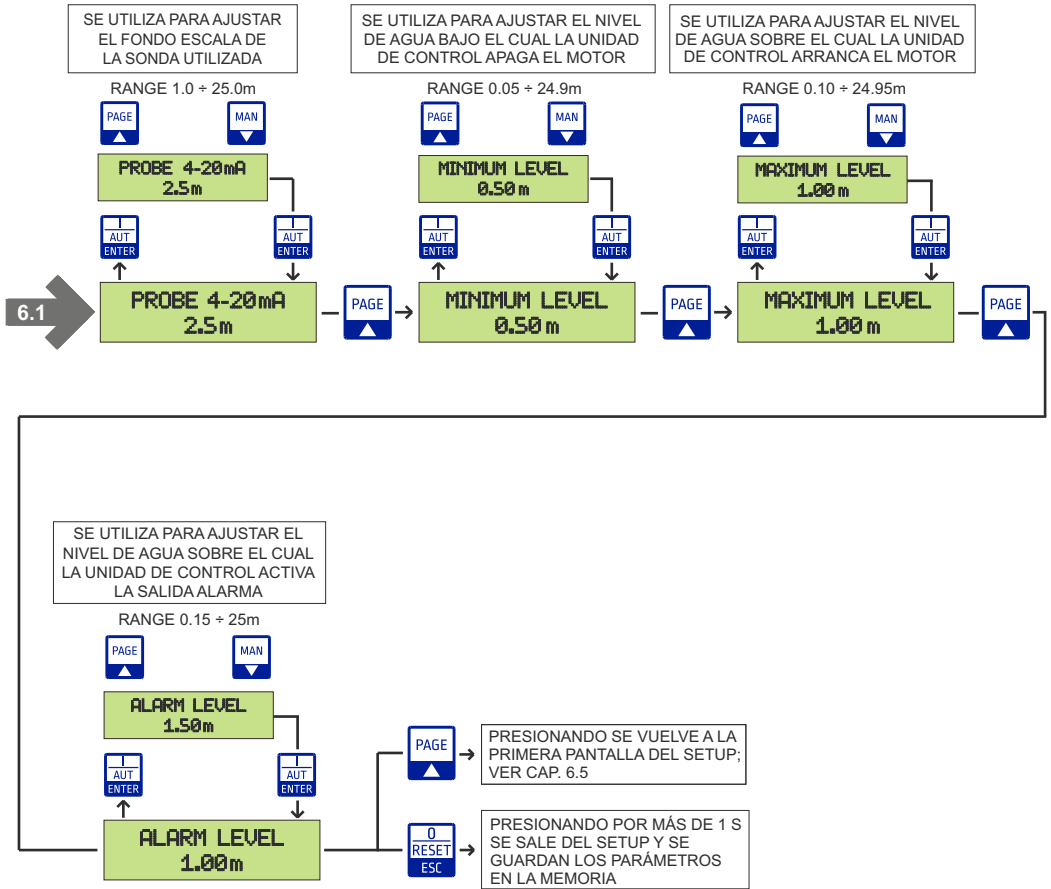 SE UTILIZA PARA AJUSTAR
EL FONDO ESCALA DE
LA SONDA UTILIZADA
RANGE 1.0 ÷ 25.0m
PAGE
MAN
PROBE 4-20mA
2.5m
I
AUT
ENTER
I
AUT
ENTER
6.1
PROBE 4-20mA
2.5m
PAGE
SE UTILIZA PARA AJUSTAR EL NIVEL
DE AGUA BAJO EL CUAL LA UNIDAD
DE CONTROL APAGA EL MOTOR
RANGE 0.05 ÷ 24.9m
PAGE
MAN
MINIMUM LEVEL
0.50 m
I
AUT
ENTER
I
AUT
ENTER
MINIMUM LEVEL
0.50 m
PAGE
SE UTILIZA PARA AJUSTAR EL NIVEL
DE AGUA SOBRE EL CUAL LA UNIDAD
DE CONTROL ARRANCA EL MOTOR
RANGE 0.10 ÷ 24.95m
PAGE
MAN
MAXIMUM LEVEL
1.00 m
I
AUT
ENTER
I
AUT
ENTER
MAXIMUM LEVEL
1.00 m
PAGE
SE UTILIZA PARA AJUSTAR EL
NIVEL DE AGUA SOBRE EL CUAL
LA UNIDAD DE CONTROL ACTIVA
LA SALIDA ALARMA
RANGE 0.15 ÷ 25m
PAGE
MAN
ALARM LEVEL
1.50m
I
AUT
ENTER
I
AUT
ENTER
ALARM LEVEL
1.00m
PAGE
PRESIONANDO SE VUELVE A LA
PRIMERA PANTALLA DEL SETUP;
VER CAP. 6.5
0
RESET
ESC
PRESIONANDO POR MÁS DE 1 S
SE SALE DEL SETUP Y SE
GUARDAN LOS PARÁMETROS
EN LA MEMORIA